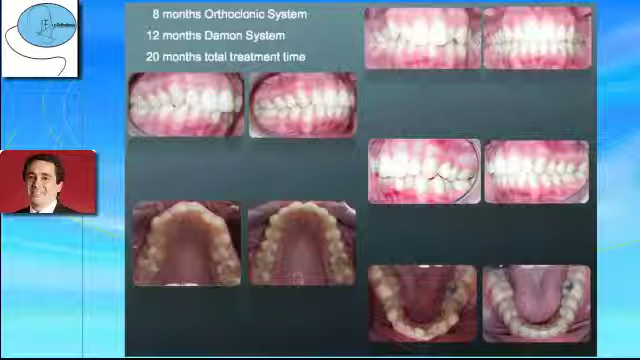 8 months Orthoclonic System
12 months Damon System
20 months total treatment time